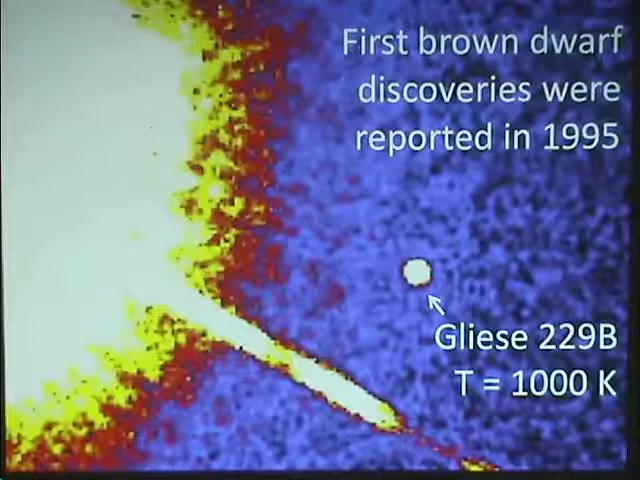 First brown dwarf
discoveries were
reported in 1995
Gliese 229B
T = 1000 K